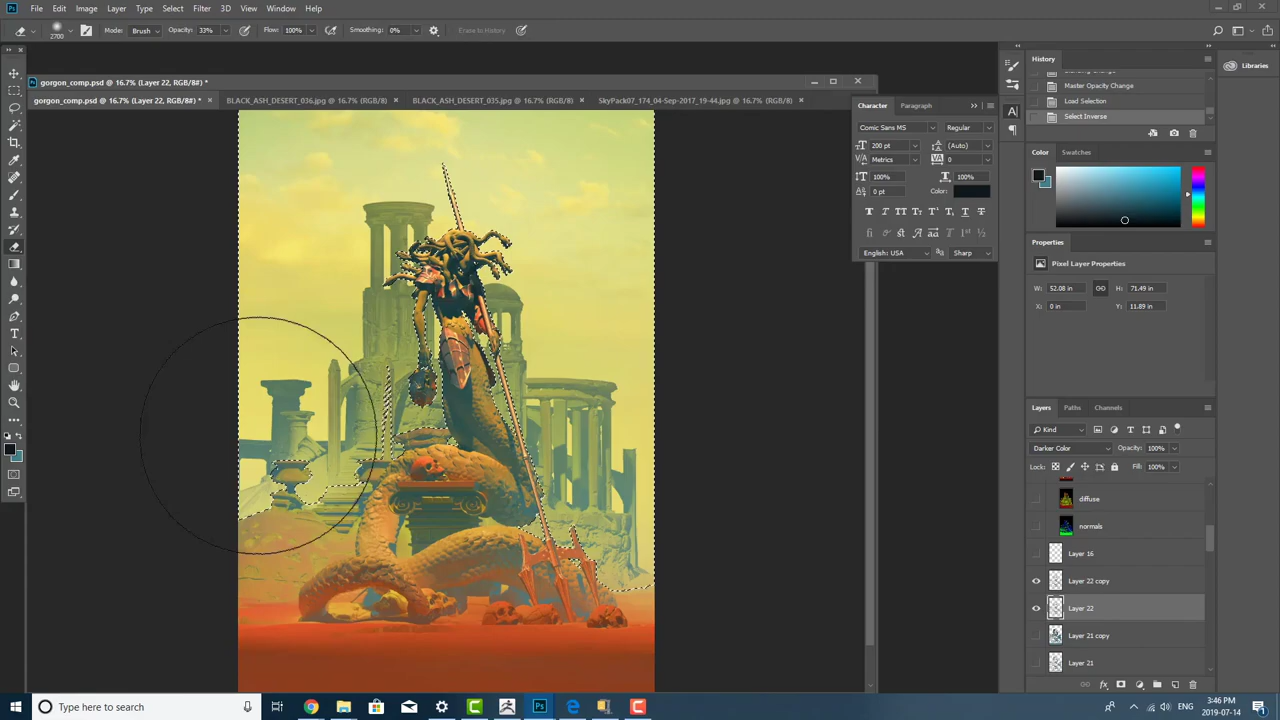 Ps File Edit Image Layer Type Select Filter 3D View Window Help
2700 Mode: Brush Opacity: 33% Flow: 100% Smoothing: 0% Erase to History
gorgon_comp.psd @ 16.7% (Layer 22, RGB/8#) *
gorgon_comp.psd @ 16.7% (Layer 22, RGB/8#) * × BLACK_ASH_DESERT_036.jpg @ 16.7% (RGB/8) × BLACK_ASH_DESERT_035.jpg @ 16.7% (RGB/8) × SkyPack07_174_04-Sep-2017_19-44.jpg @ 16.7% (RGB/8) ×
Character Paragraph
Comic Sans MS Regular
200 pt (Auto)
Metrics 0
100% 100%
0 pt Color:
English: USA Sharp
History
Master Opacity Change
Load Selection
Select Inverse
Libraries
Color Swatches
Properties
Pixel Layer Properties
W: 52.08 in H: 71.49 in
X: 0 in Y: 11.89 in
Layers Paths Channels
Kind
Darker Color Opacity: 100%
Lock: Fill: 100%
diffuse
normals
Layer 16
Layer 22 copy
Layer 22
Layer 21 copy
Layer 21
Type here to search
ENG 3:46 PM
2019-07-14